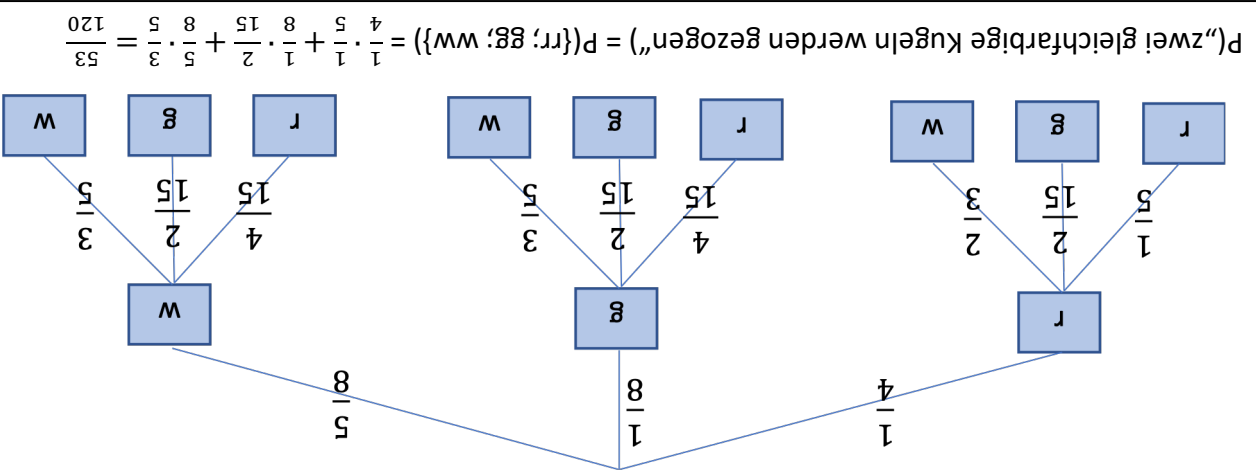 1/4 1/8 5/8
r g w
1/5 2/15 2/3 4/15 2/15 3/5 4/15 2/15 3/5
r g w r g w r g w
P(„zwei gleichfarbige Kugeln werden gezogen“) = P({rr; gg; ww}) = 1/4 · 1/5 + 1/8 · 2/15 + 5/8 · 3/5 = 53/120